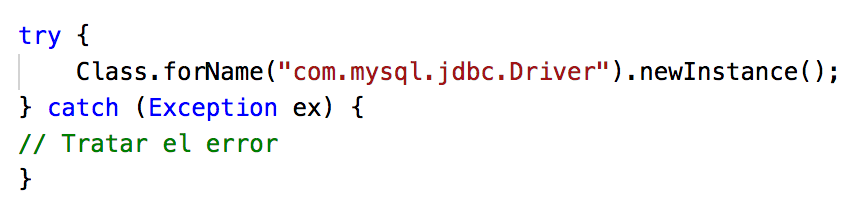 try {
    Class.forName("com.mysql.jdbc.Driver").newInstance();
} catch (Exception ex) {
// Tratar el error
}